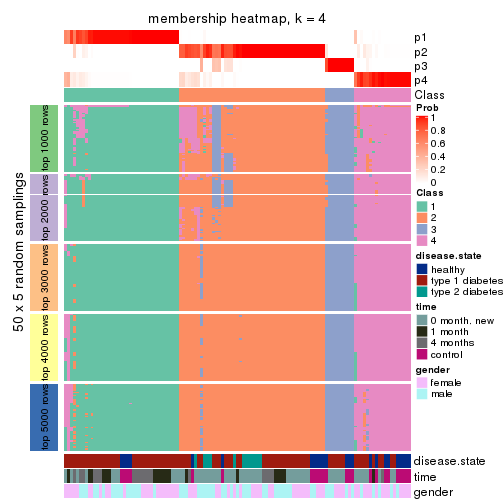 membership heatmap, k = 4
p1
p2
p3
p4
Class
50 x 5 random samplings
top 1000 rows
top 2000 rows
top 3000 rows
top 4000 rows
top 5000 rows
Prob
1
0.8
0.6
0.4
0.2
0
Class
1
2
3
4
disease.state
healthy
type 1 diabetes
type 2 diabetes
time
0 month. new
1 month
4 months
control
gender
female
male
disease.state
time
gender